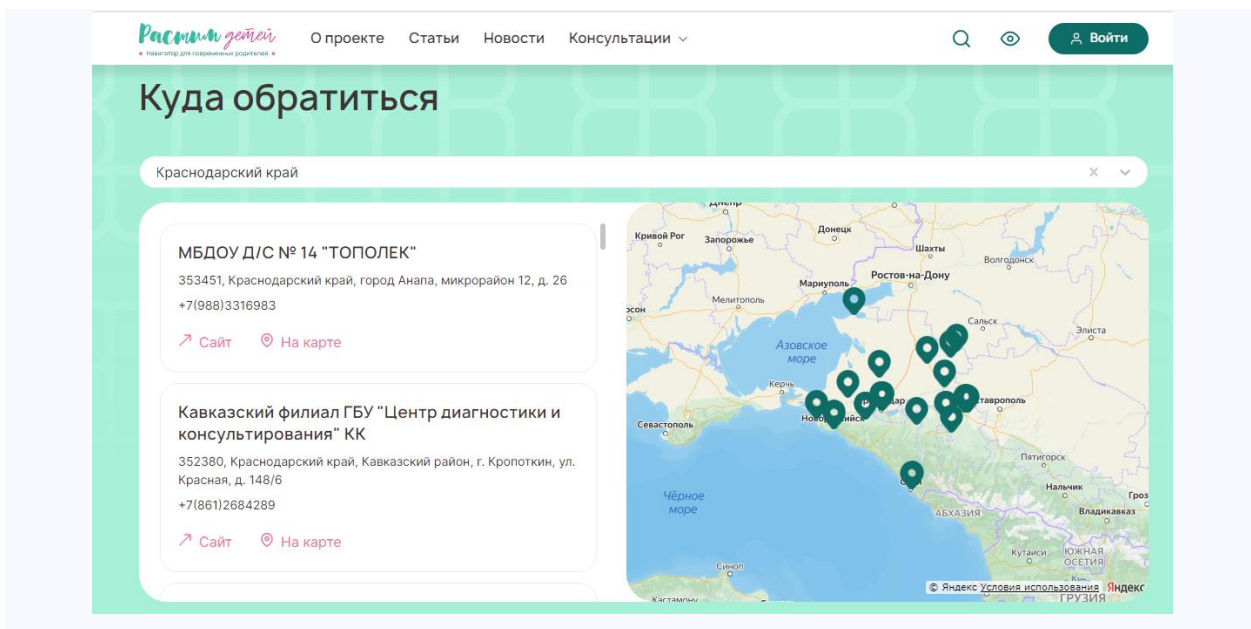 Растим детей
• Навигатор для современных родителей •
О проекте Статьи Новости Консультации
Войти
Куда обратиться
Краснодарский край
МБДОУ Д/С № 14 "ТОПОЛЕК"
353451, Краснодарский край, город Анапа, микрорайон 12, д. 26
+7(988)3316983
Сайт На карте
Кавказский филиал ГБУ "Центр диагностики и
консультирования" КК
352380, Краснодарский край, Кавказский район, г. Кропоткин, ул.
Красная, д. 148/6
+7(861)2684289
Сайт На карте
Днепр
Кривой Рог
Запорожье
Донецк
Шахты
Волгодонск
Ростов-на-Дону
Мариуполь
Мелитополь
Сальск
Элиста
Азовское
море
Керчь
Севастополь
Пятигорск
Чёрное
море
Нальчик
Владикавказ
АБХАЗИЯ
Кутаиси
ЮЖНАЯ
ОСЕТИЯ
Синоп
© Яндекс Условия использования Яндекс
ГРУЗИЯ